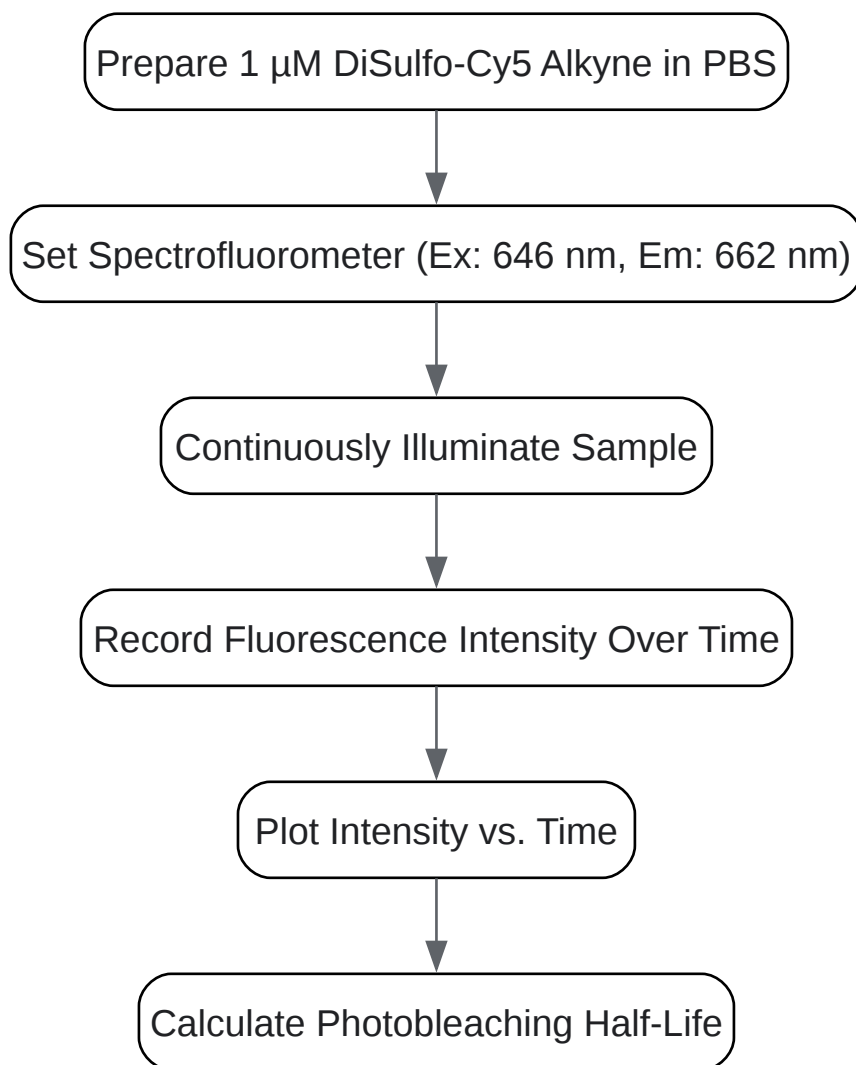 Prepare 1 µM DiSulfo-Cy5 Alkyne in PBS
Set Spectrofluorometer (Ex: 646 nm, Em: 662 nm)
Continuously Illuminate Sample
Record Fluorescence Intensity Over Time
Plot Intensity vs. Time
Calculate Photobleaching Half-Life